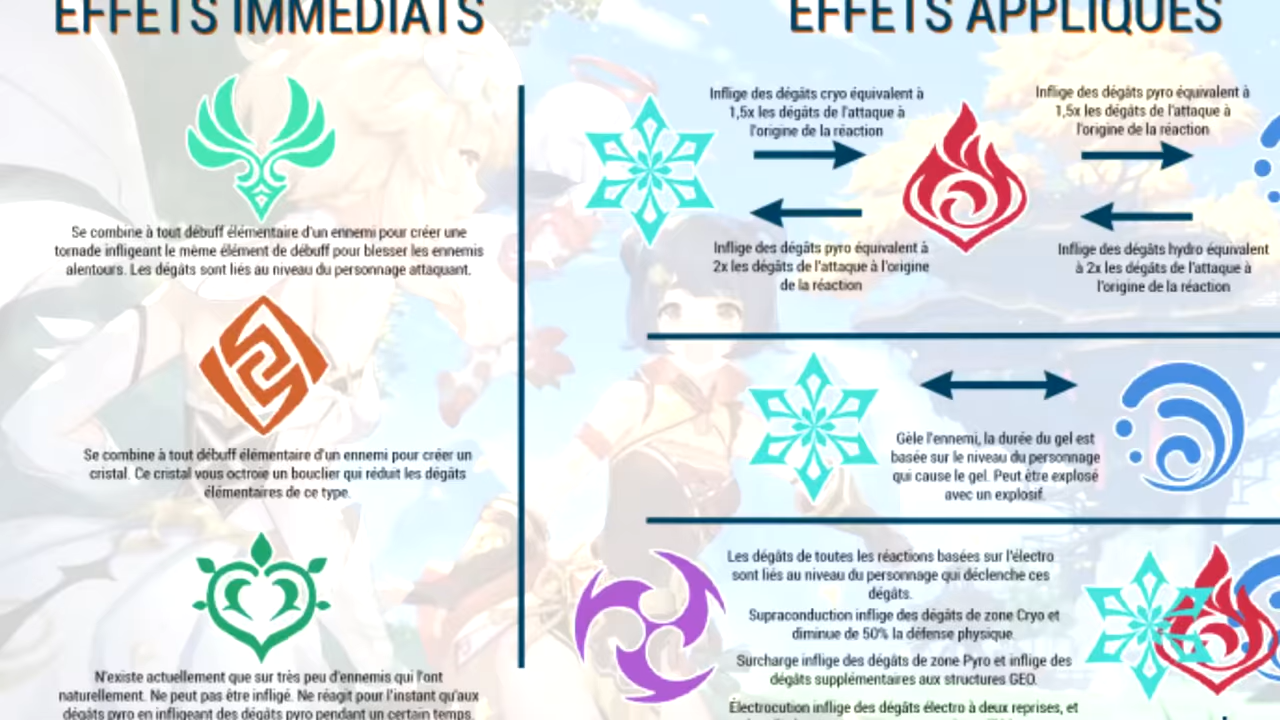 EFFETS IMMÉDIATS
Se combine à tout débuff élémentaire d'un ennemi pour créer une
tornade infligeant le même élément de débuff pour blesser les ennemis
alentours. Les dégâts sont liés au niveau du personnage attaquant.
Se combine à tout débuff élémentaire d'un ennemi pour créer un
cristal. Ce cristal vous octroie un bouclier qui réduit les dégâts
élémentaires de ce type.
N'existe actuellement que sur très peu d'ennemis qui l'ont
naturellement. Ne peut pas être infligé. Ne réagit pour l'instant qu'aux
dégâts pyro en infligeant des dégâts pyro pendant un certain temps.
EFFETS APPLIQUÉS
Inflige des dégâts cryo équivalent à
1,5x les dégâts de l'attaque à
l'origine de la réaction
Inflige des dégâts pyro équivalent à
2x les dégâts de l'attaque à l'origine
de la réaction
Inflige des dégâts pyro équivalent à
1,5x les dégâts de l'attaque à
l'origine de la réaction
Inflige des dégâts hydro équivalent
à 2x les dégâts de l'attaque à
l'origine de la réaction
Gèle l'ennemi, la durée du gel est
basée sur le niveau du personnage
qui cause le gel. Peut être explosé
avec un explosif.
Les dégâts de toutes les réactions basées sur l'électro
sont liés au niveau du personnage qui déclenche ces
dégâts.
Supraconduction inflige des dégâts de zone Cryo et
diminue de 50% la défense physique.
Surcharge inflige des dégâts de zone Pyro et inflige des
dégâts supplémentaires aux structures GEO.
Électrocution inflige des dégâts électro à deux reprises, et